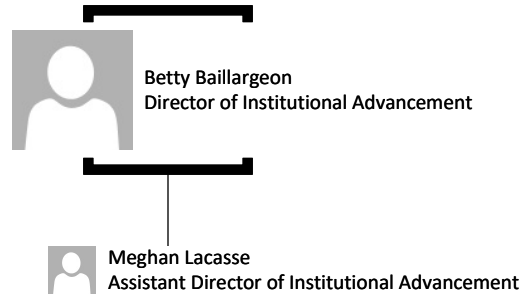 Betty Baillargeon
Director of Institutional Advancement
Meghan Lacasse
Assistant Director of Institutional Advancement